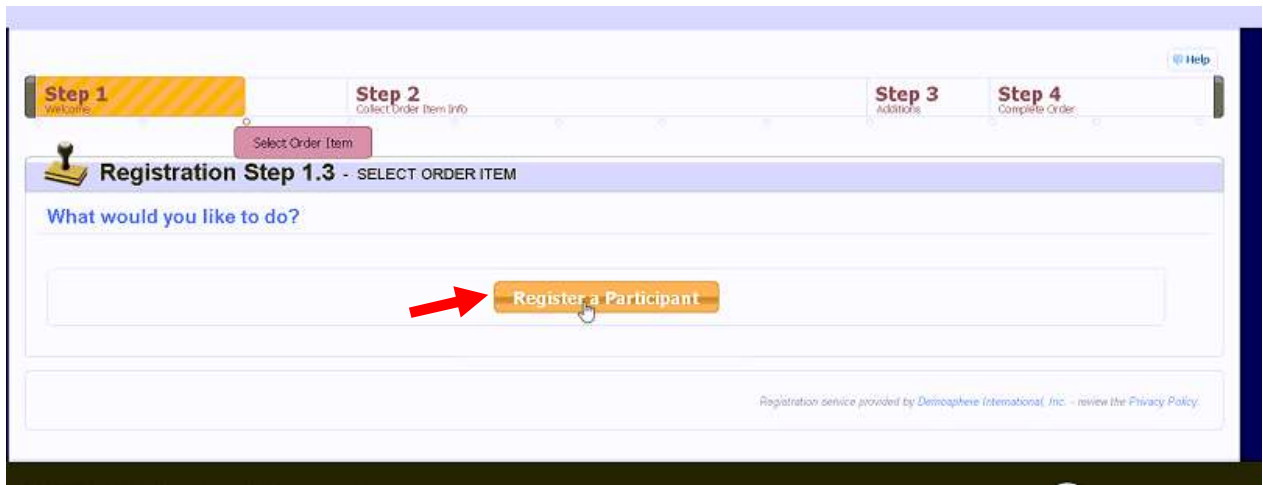 Help
Step 1
Welcome
Step 2
Collect Order Item Info
Step 3
Additions
Step 4
Complete Order
Select Order Item
Registration Step 1.3 - SELECT ORDER ITEM
What would you like to do?
Register a Participant
Registration service provided by Demosphere International, Inc. - review the Privacy Policy.